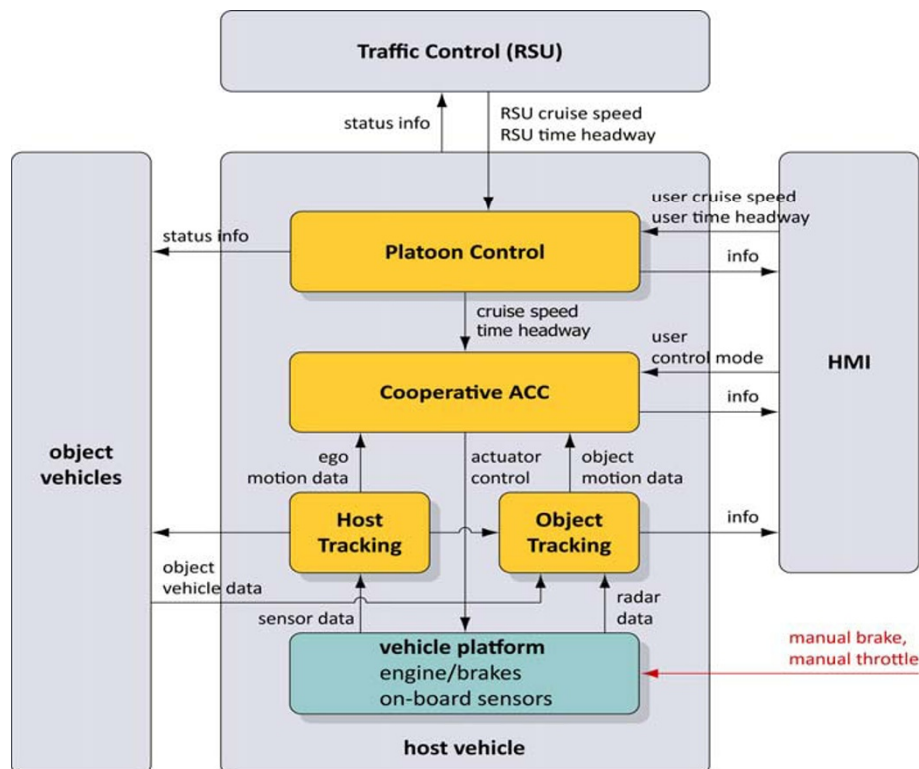 Traffic Control (RSU)
status info
RSU cruise speed
RSU time headway
user cruise speed
user time headway
status info
Platoon Control
info
cruise speed
time headway
user
control mode
HMI
Cooperative ACC
info
object
vehicles
ego
motion data
actuator
control
object
motion data
Host
Tracking
Object
Tracking
info
object
vehicle data
sensor data
radar
data
manual brake,
manual throttle
vehicle platform
engine/brakes
on-board sensors
host vehicle